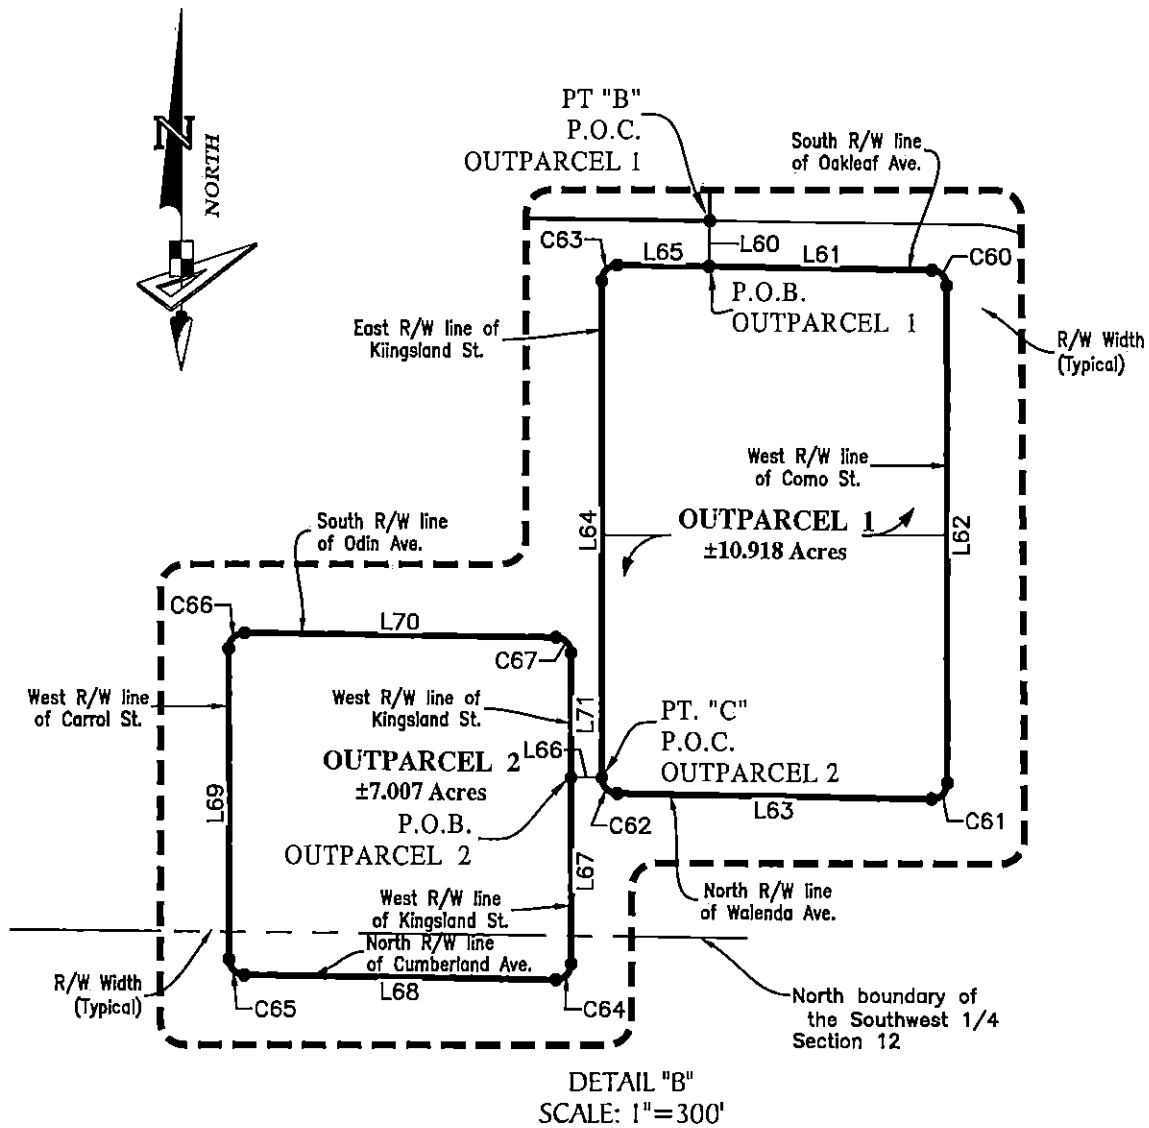 N
NORTH
PT "B"
P.O.C.
OUTPARCEL 1
South R/W line
of Oakleaf Ave.
C63
L65
L60
L61
C60
P.O.B.
OUTPARCEL 1
East R/W line of
Kiingsland St.
R/W Width
(Typical)
West R/W line
of Como St.
L64
OUTPARCEL 1
±10.918 Acres
L62
South R/W line
of Odin Ave.
C66
L70
C67
West R/W line
of Carrol St.
West R/W line of
Kingsland St.
L71
PT. "C"
P.O.C.
OUTPARCEL 2
L66
OUTPARCEL 2
±7.007 Acres
L69
P.O.B.
OUTPARCEL 2
C62
L63
C61
L67
West R/W line
of Kingsland St.
North R/W line
of Walenda Ave.
North R/W line
of Cumberland Ave.
R/W Width
(Typical)
C65
L68
C64
North boundary of
the Southwest 1/4
Section 12
DETAIL "B"
SCALE: 1"=300'